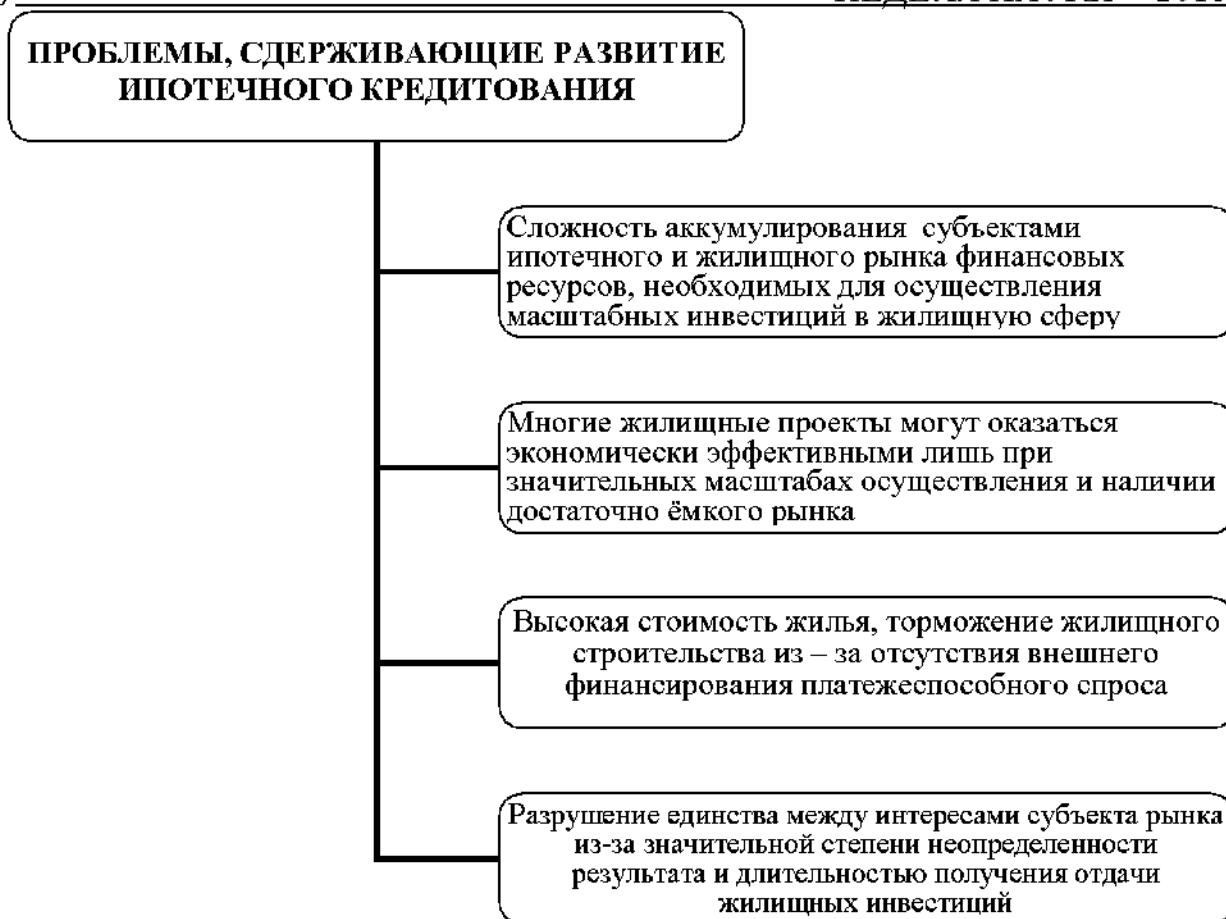 ПРОБЛЕМЫ, СДЕРЖИВАЮЩИЕ РАЗВИТИЕ
ИПОТЕЧНОГО КРЕДИТОВАНИЯ
Сложность аккумулирования субъектами
ипотечного и жилищного рынка финансовых
ресурсов, необходимых для осуществления
масштабных инвестиций в жилищную сферу
Многие жилищные проекты могут оказаться
экономически эффективными лишь при
значительных масштабах осуществления и наличии
достаточно ёмкого рынка
Высокая стоимость жилья, торможение жилищного
строительства из – за отсутствия внешнего
финансирования платежеспособного спроса
Разрушение единства между интересами субъекта рынка
из-за значительной степени неопределенности
результата и длительностью получения отдачи
жилищных инвестиций